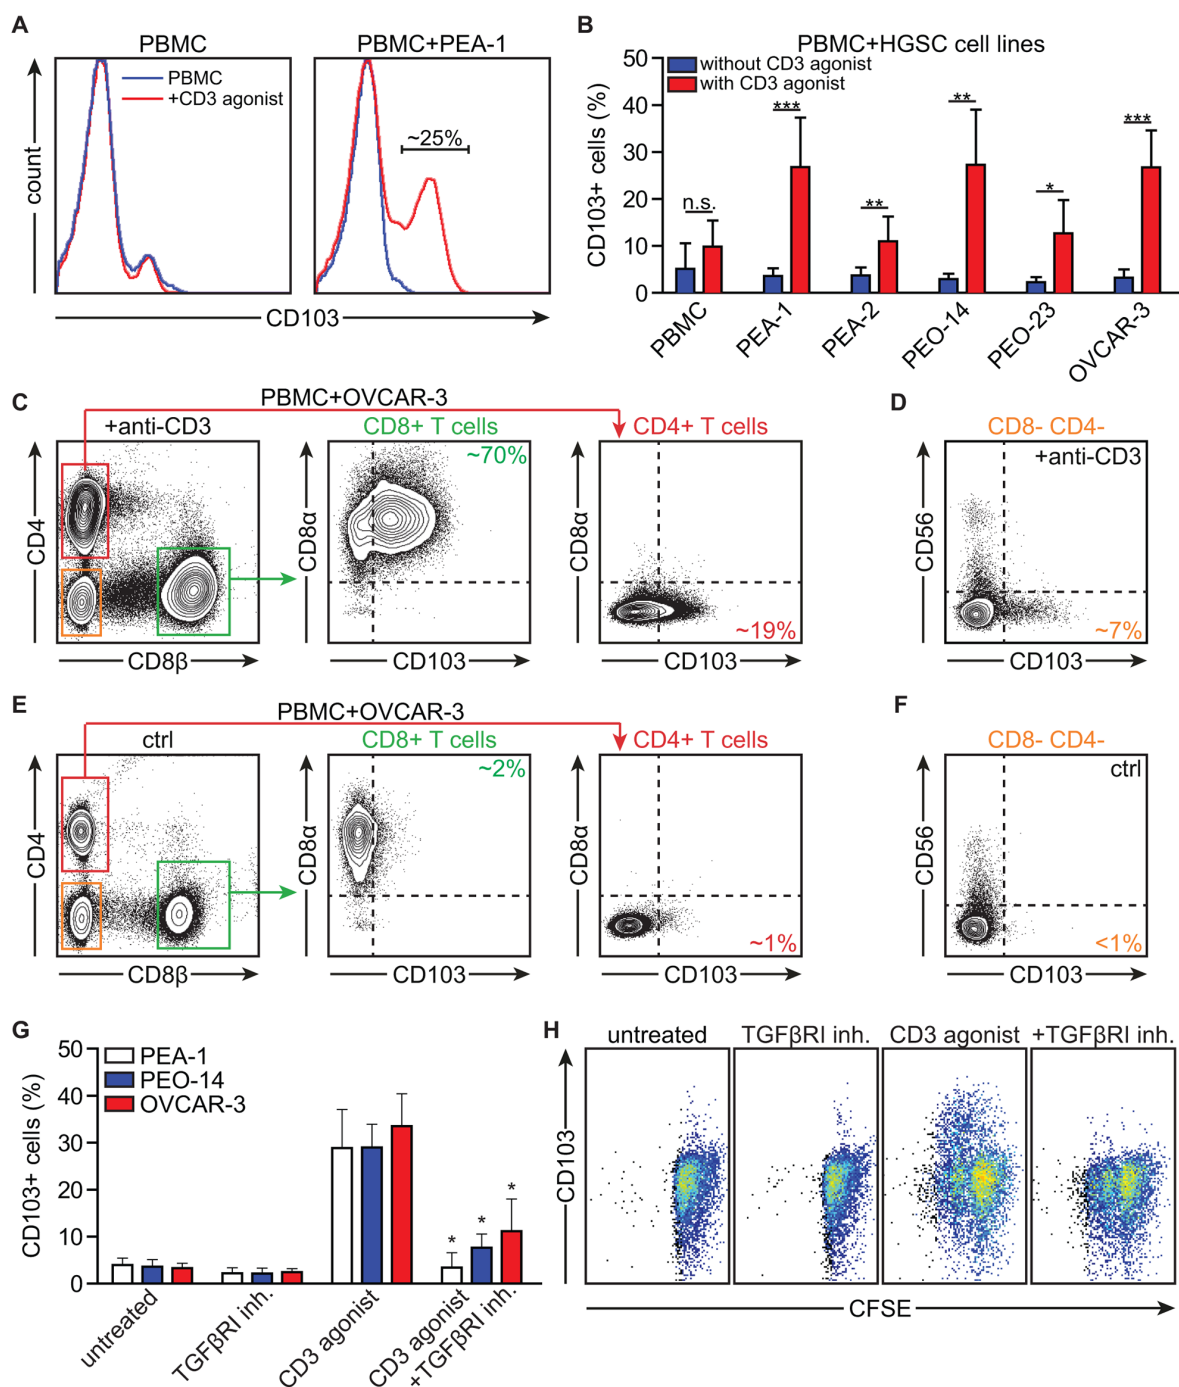 A
PBMC
PBMC+PEA-1
PBMC
+CD3 agonist
~25%
count
CD103
B
PBMC+HGSC cell lines
without CD3 agonist
with CD3 agonist
CD103+ cells (%)
50
40
30
20
10
0
n.s.
***
**
**
*
***
PBMC
PEA-1
PEA-2
PEO-14
PEO-23
OVCAR-3
C
PBMC+OVCAR-3
+anti-CD3
CD8+ T cells
CD4+ T cells
~70%
~19%
CD4
CD8β
CD8α
CD103
CD8α
CD103
D
CD8- CD4-
+anti-CD3
~7%
CD56
CD103
E
PBMC+OVCAR-3
ctrl
CD8+ T cells
CD4+ T cells
~2%
~1%
CD4
CD8β
CD8α
CD103
CD8α
CD103
F
CD8- CD4-
ctrl
<1%
CD56
CD103
G
CD103+ cells (%)
50
40
30
20
10
0
PEA-1
PEO-14
OVCAR-3
*
*
*
untreated
TGFβRI inh.
CD3 agonist
CD3 agonist
+TGFβRI inh.
H
untreated
TGFβRI inh.
CD3 agonist
+TGFβRI inh.
CD103
CFSE